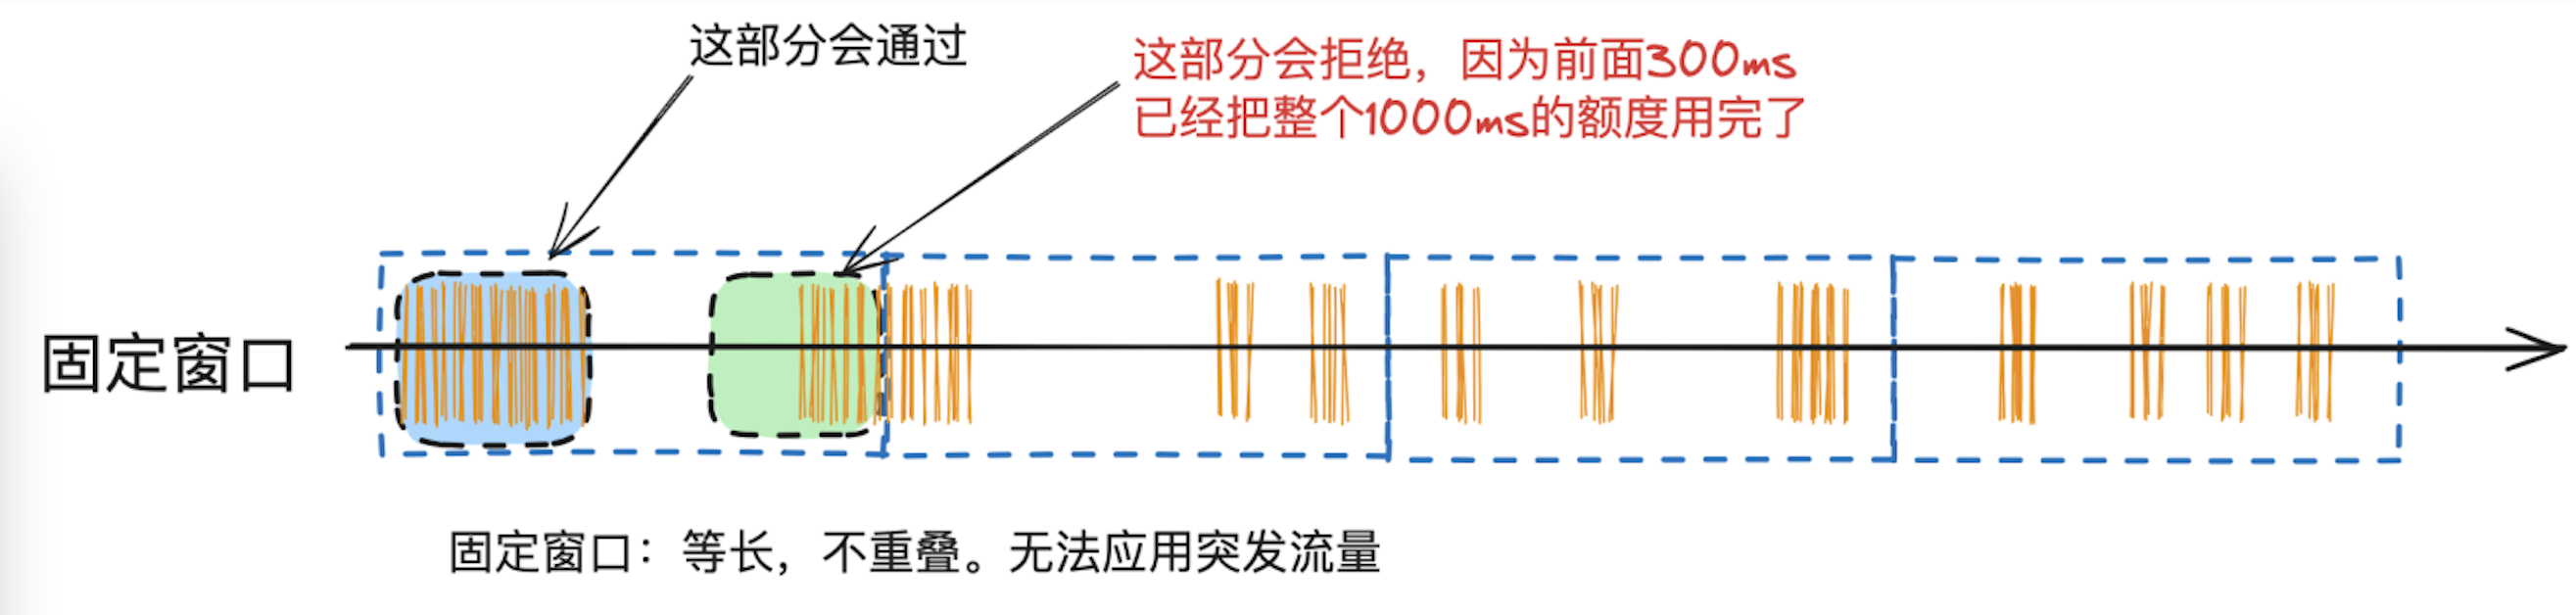 这部分会通过
这部分会拒绝，因为前面300ms
已经把整个1000ms的额度用完了
固定窗口
固定窗口：等长，不重叠。无法应用突发流量